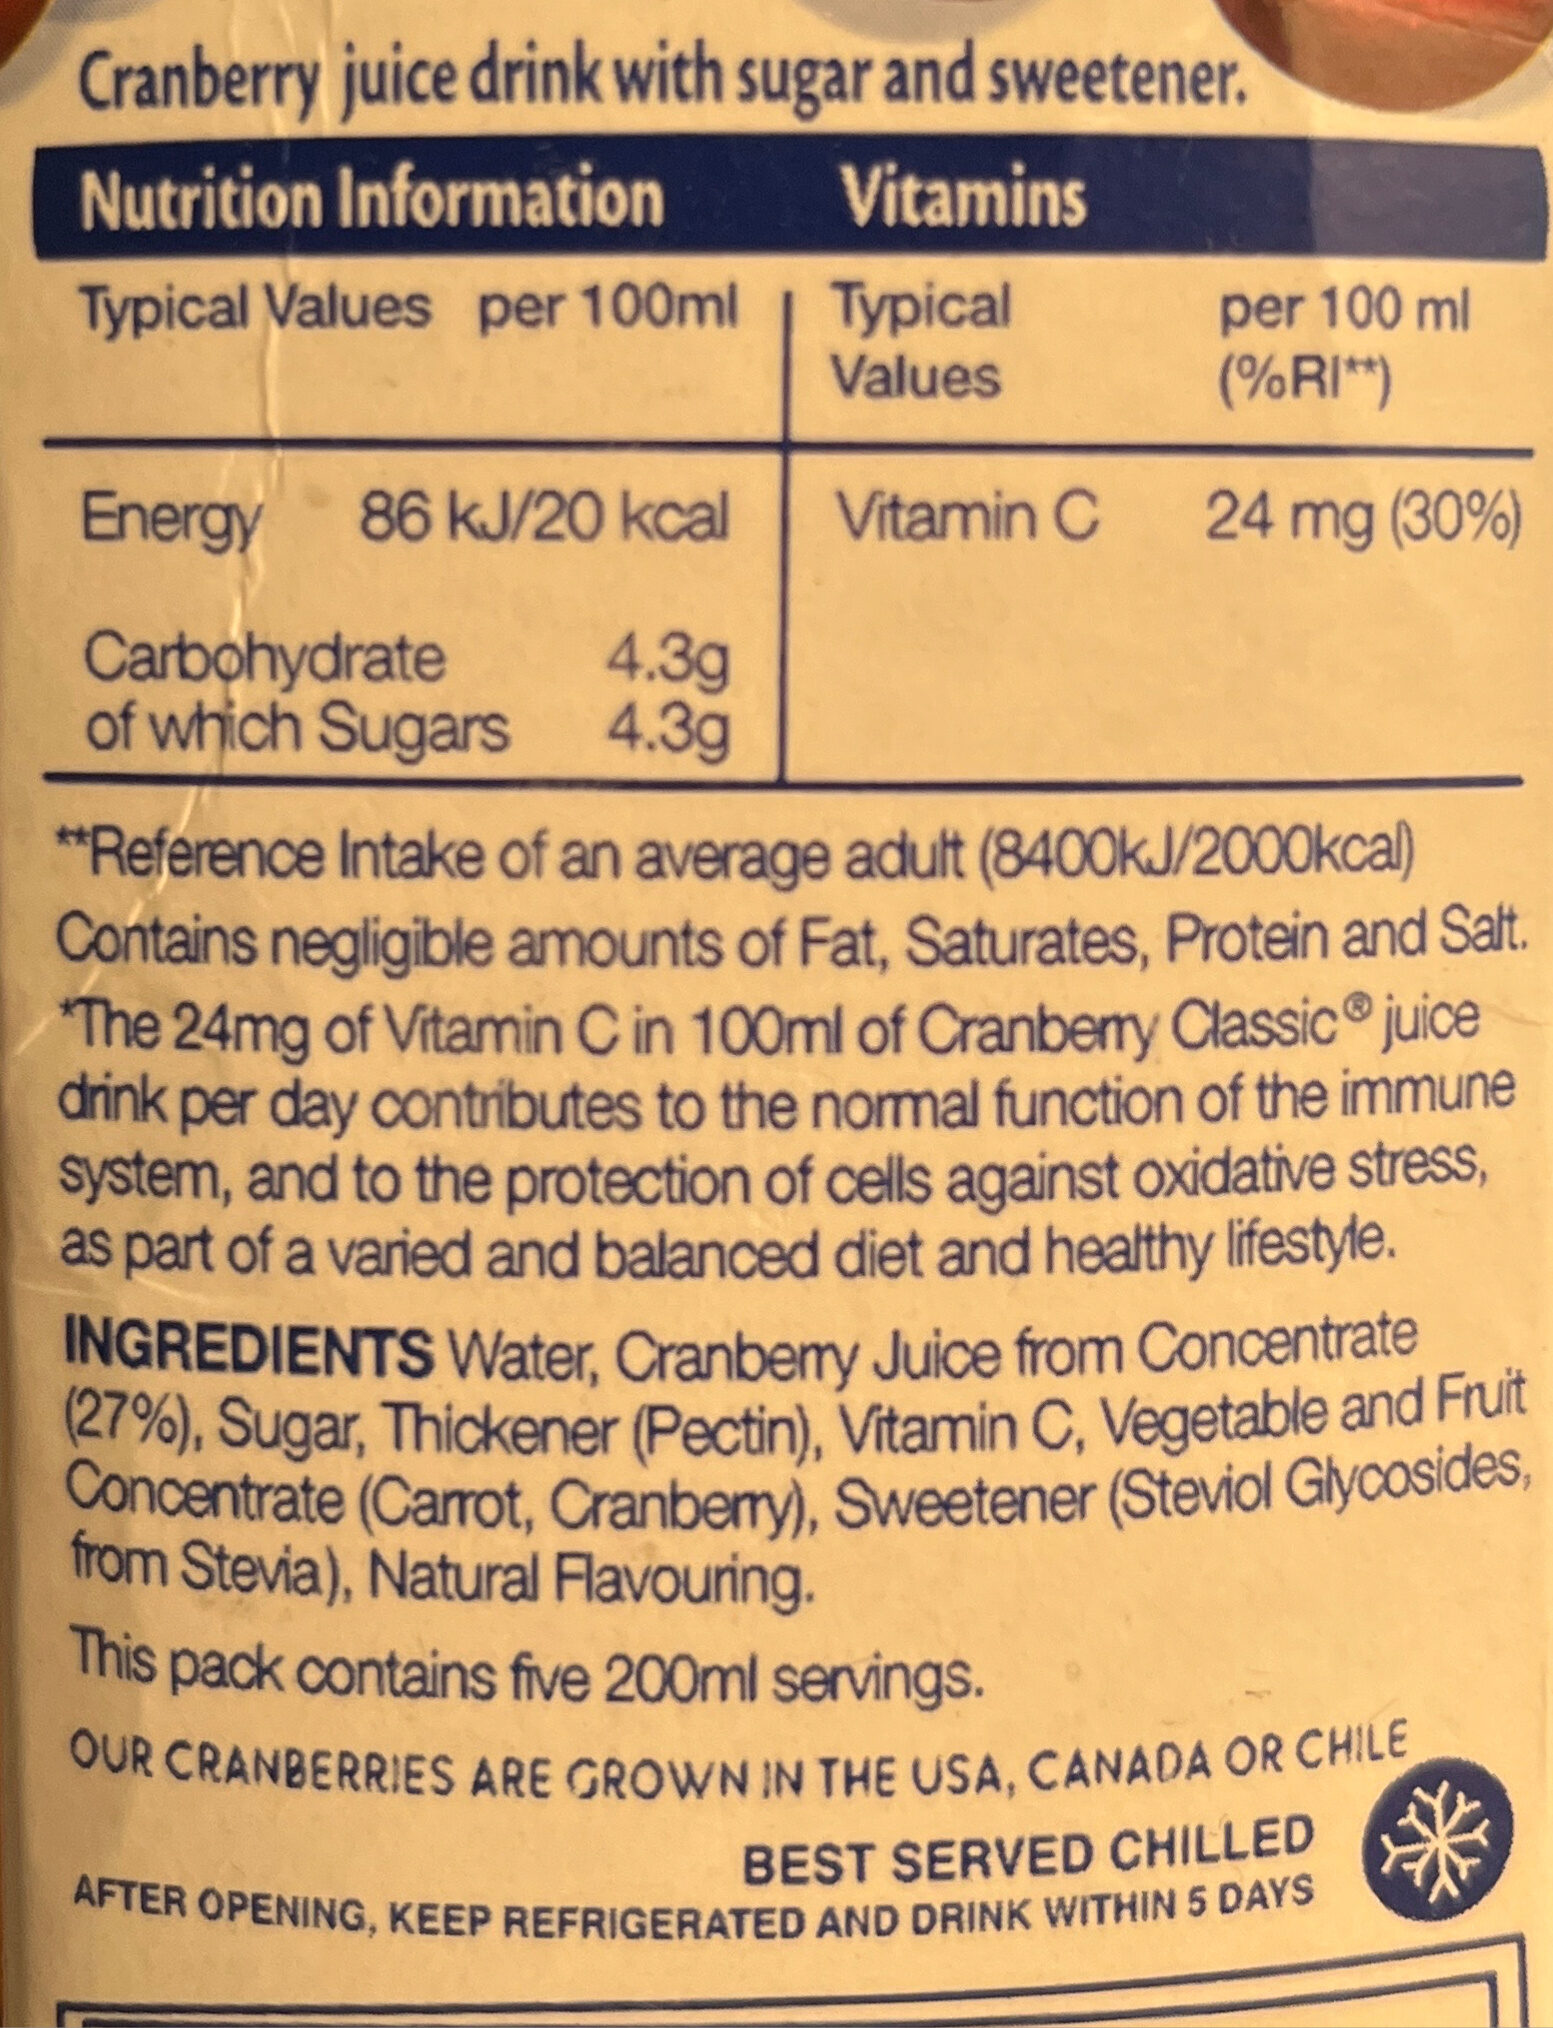 Cranberry juice drink with sugar and sweetener.
Nutrition Information Vitamins
Typical Values per 100ml Typical Values per 100 ml (%RI**)
Energy 86 kJ/20 kcal Vitamin C 24 mg (30%)
Carbohydrate 4.3g
of which Sugars 4.3g
**Reference Intake of an average adult (8400kJ/2000kcal)
Contains negligible amounts of Fat, Saturates, Protein and Salt.
*The 24mg of Vitamin C in 100ml of Cranberry Classic® juice
drink per day contributes to the normal function of the immune
system, and to the protection of cells against oxidative stress,
as part of a varied and balanced diet and healthy lifestyle.
INGREDIENTS Water, Cranberry Juice from Concentrate
(27%), Sugar, Thickener (Pectin), Vitamin C, Vegetable and Fruit
Concentrate (Carrot, Cranberry), Sweetener (Steviol Glycosides,
from Stevia), Natural Flavouring.
This pack contains five 200ml servings.
OUR CRANBERRIES ARE GROWN IN THE USA, CANADA OR CHILE
BEST SERVED CHILLED
AFTER OPENING, KEEP REFRIGERATED AND DRINK WITHIN 5 DAYS